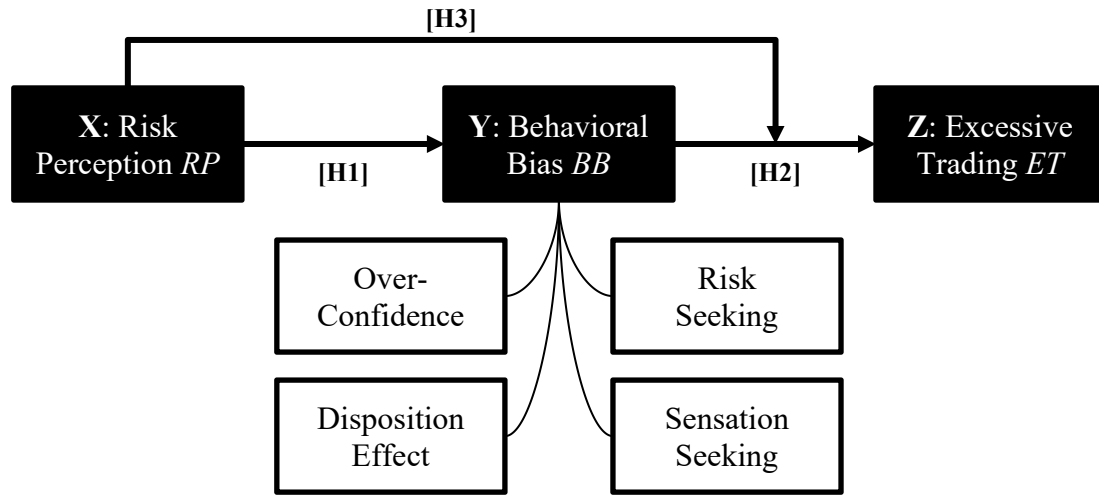 [H3]
X: Risk
Perception RP
[H1]
Y: Behavioral
Bias BB
[H2]
Z: Excessive
Trading ET
Over-
Confidence
Risk
Seeking
Disposition
Effect
Sensation
Seeking